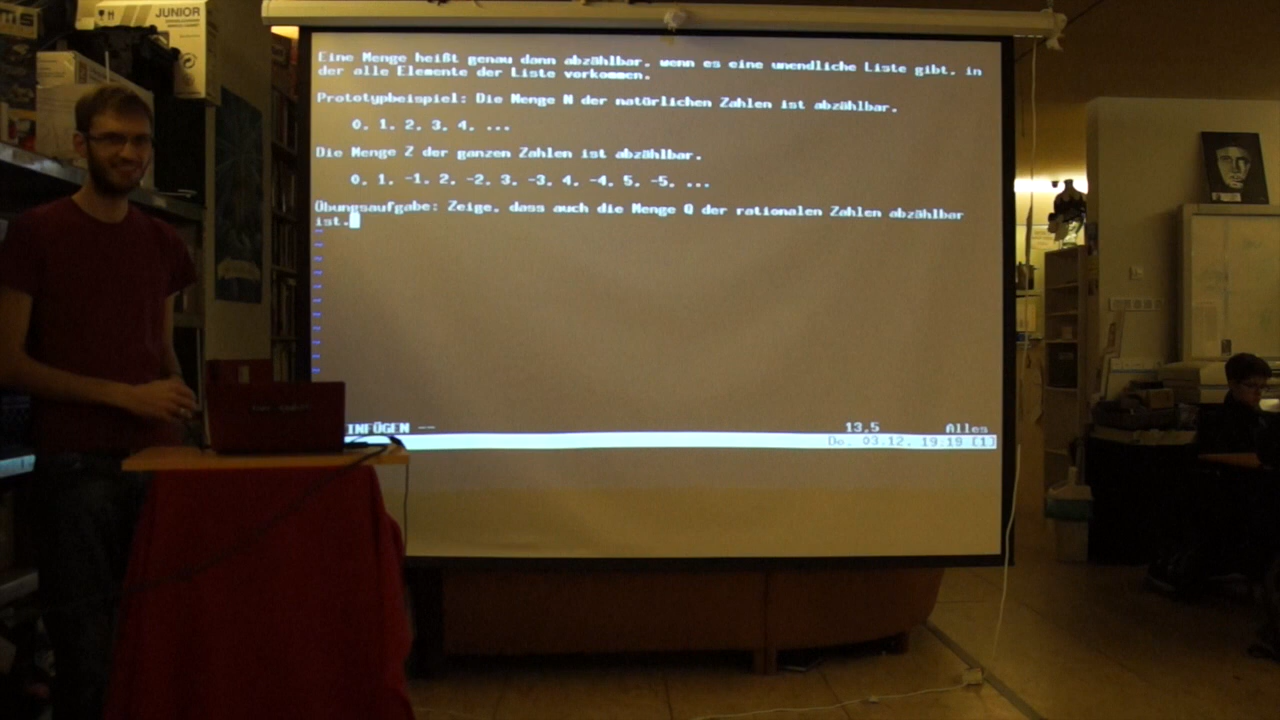 JUNIOR
Eine Menge heißt genau dann abzählbar, wenn es eine unendliche Liste gibt, in
der alle Elemente der Liste vorkommen.
Prototypbeispiel: Die Menge N der natürlichen Zahlen ist abzählbar.
0, 1, 2, 3, 4, ...
Die Menge Z der ganzen Zahlen ist abzählbar.
0, 1, -1, 2, -2, 3, -3, 4, -4, 5, -5, ...
Übungsaufgabe: Zeige, dass auch die Menge Q der rationalen Zahlen abzählbar
ist.
~
~
~
~
~
~
~
~
~
~
~
INFÜGEN -- 13,5 Alles
Do, 03.12, 19:19 [1]